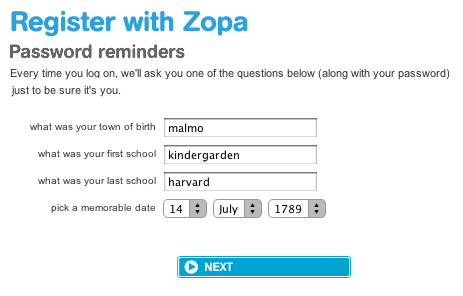 Register with Zopa
Password reminders
Every time you log on, we'll ask you one of the questions below (along with your password)
just to be sure it's you.
what was your town of birth malmo
what was your first school kindergarden
what was your last school harvard
pick a memorable date 14 July 1789
NEXT